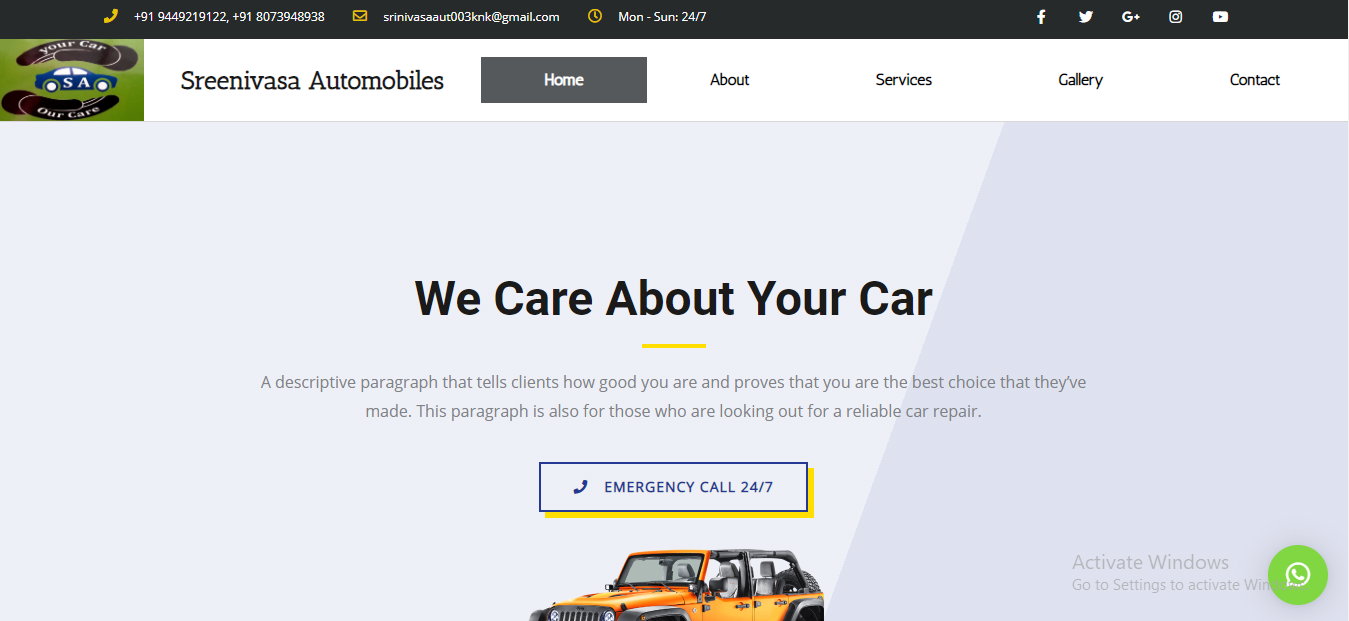 +91 9449219122, +91 8073948938 srinivasaaut003knk@gmail.com Mon - Sun: 24/7
your Car
S A
Our Care
Sreenivasa Automobiles
Home About Services Gallery Contact
We Care About Your Car
A descriptive paragraph that tells clients how good you are and proves that you are the best choice that they’ve
made. This paragraph is also for those who are looking out for a reliable car repair.
EMERGENCY CALL 24/7
Activate Windows
Go to Settings to activate